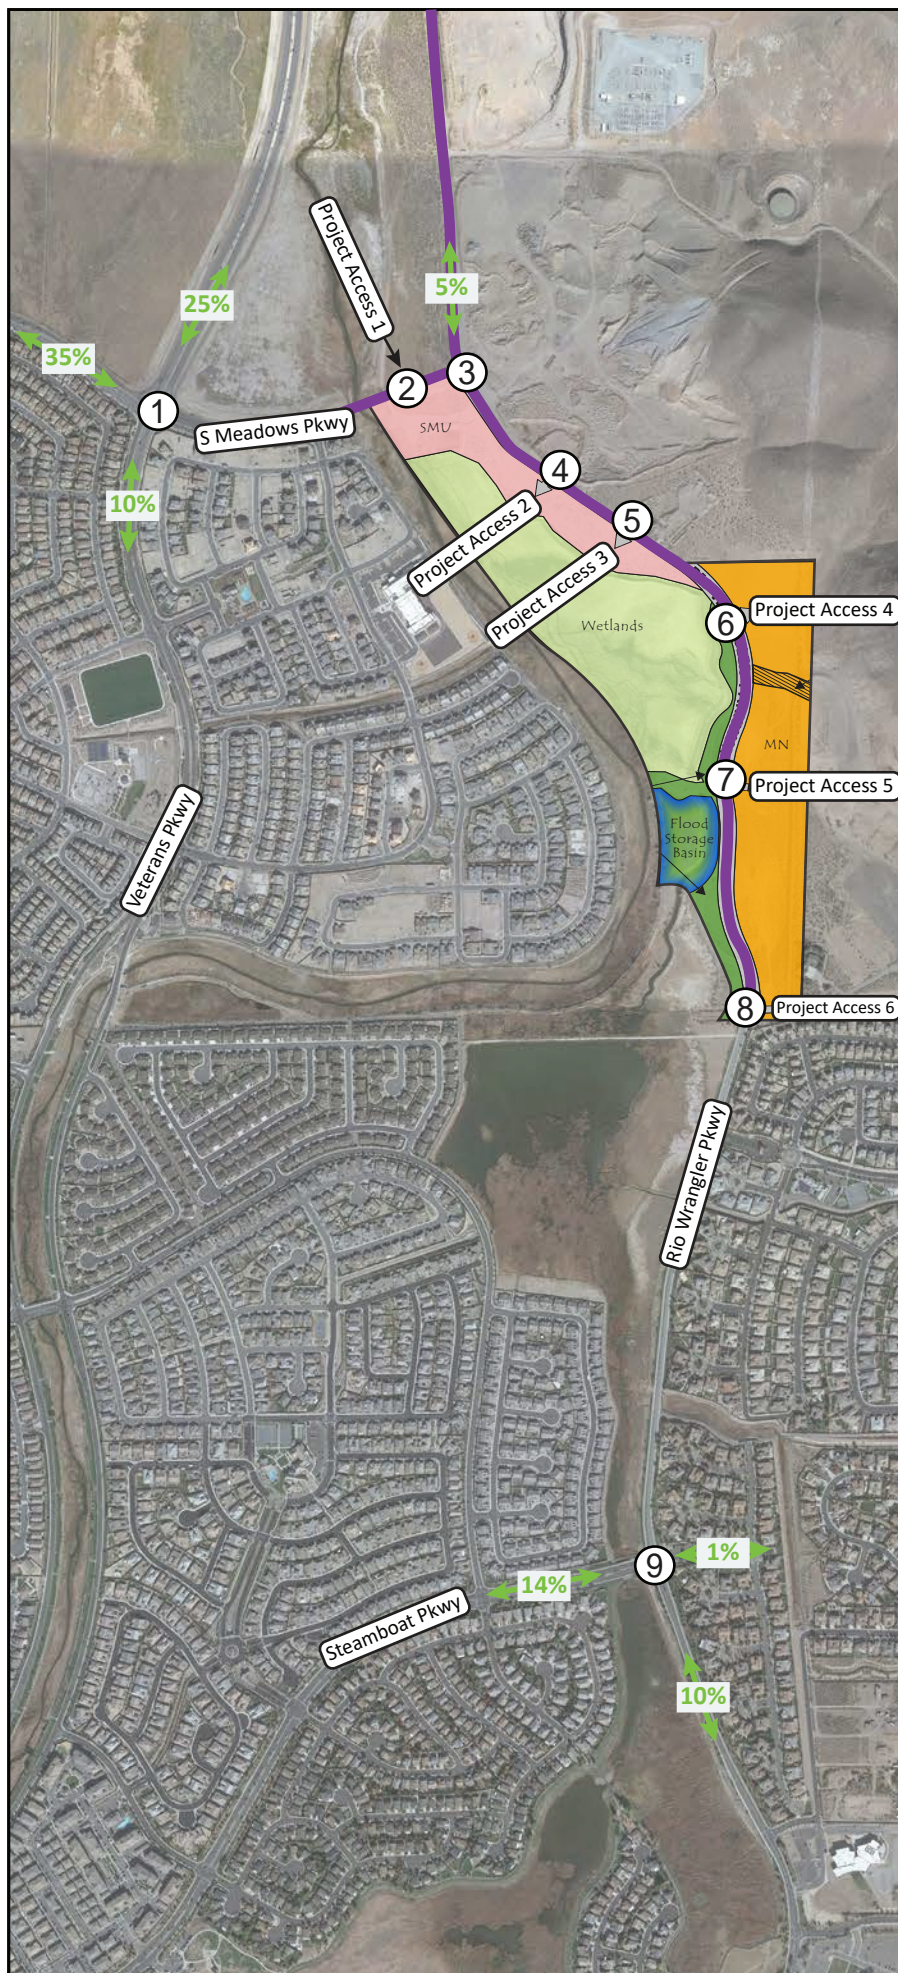 Project Access 1
25%
5%
35%
1
2
3
S Meadows Pkwy
SMU
4
10%
Project Access 2
5
Project Access 3
Project Access 4
6
Wetlands
MN
7
Project Access 5
Flood
Storage
Basin
Veterans Pkwy
8
Project Access 6
Rio Wrangler Pkwy
9
1%
14%
Steamboat Pkwy
10%